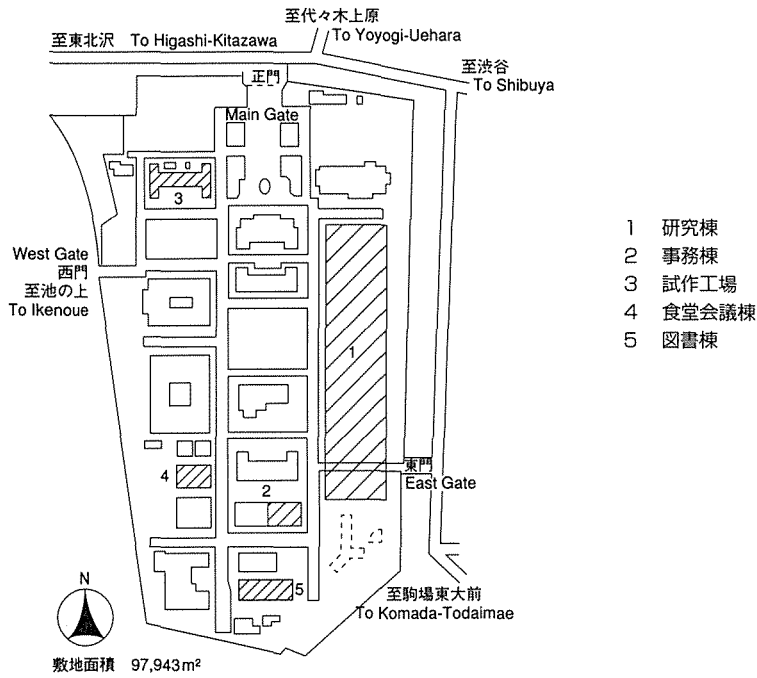 至代々木上原
To Yoyogi-Uehara
至東北沢 To Higashi-Kitazawa
至渋谷
To Shibuya
正門
Main Gate
3
West Gate
西門
至池の上
To Ikenoue
1
東門
East Gate
4
2
5
至駒場東大前
To Komada-Todaimae
N
敷地面積 97,943m²
1 研究棟
2 事務棟
3 試作工場
4 食堂会議棟
5 図書棟